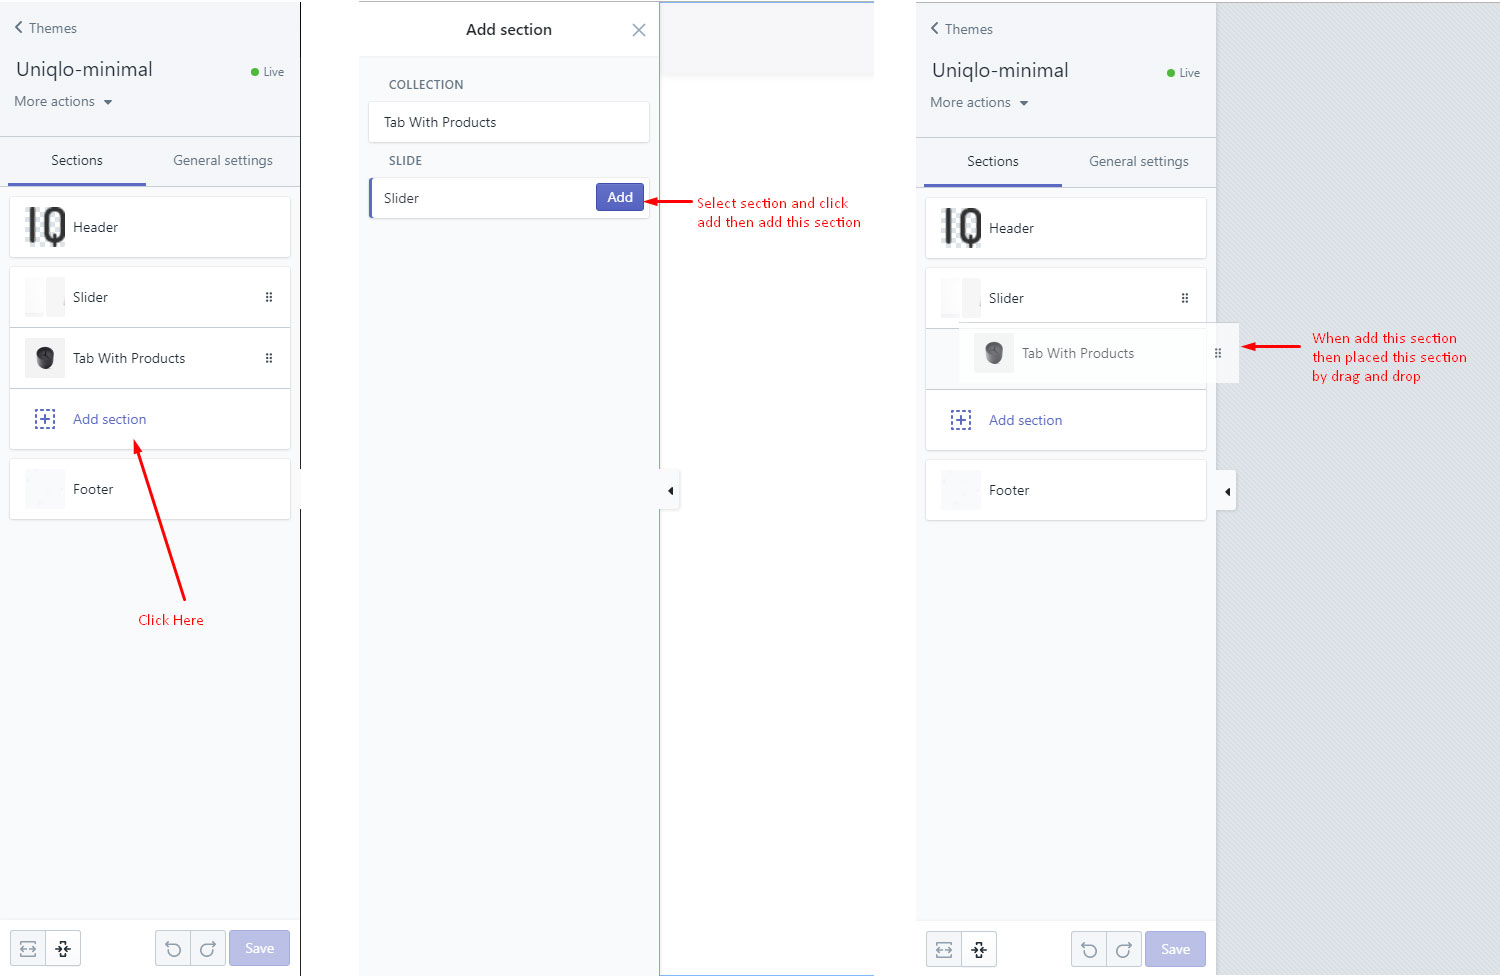 Themes
Uniqlo-minimal
Live
More actions
Sections
General settings
IQ
Header
Slider
Tab With Products
Add section
Footer
Click Here
Save
Add section
COLLECTION
Tab With Products
SLIDE
Slider
Add
Select section and click
add then add this section
Themes
Uniqlo-minimal
Live
More actions
Sections
General settings
IQ
Header
Slider
Tab With Products
Add section
Footer
When add this section
then placed this section
by drag and drop
Save